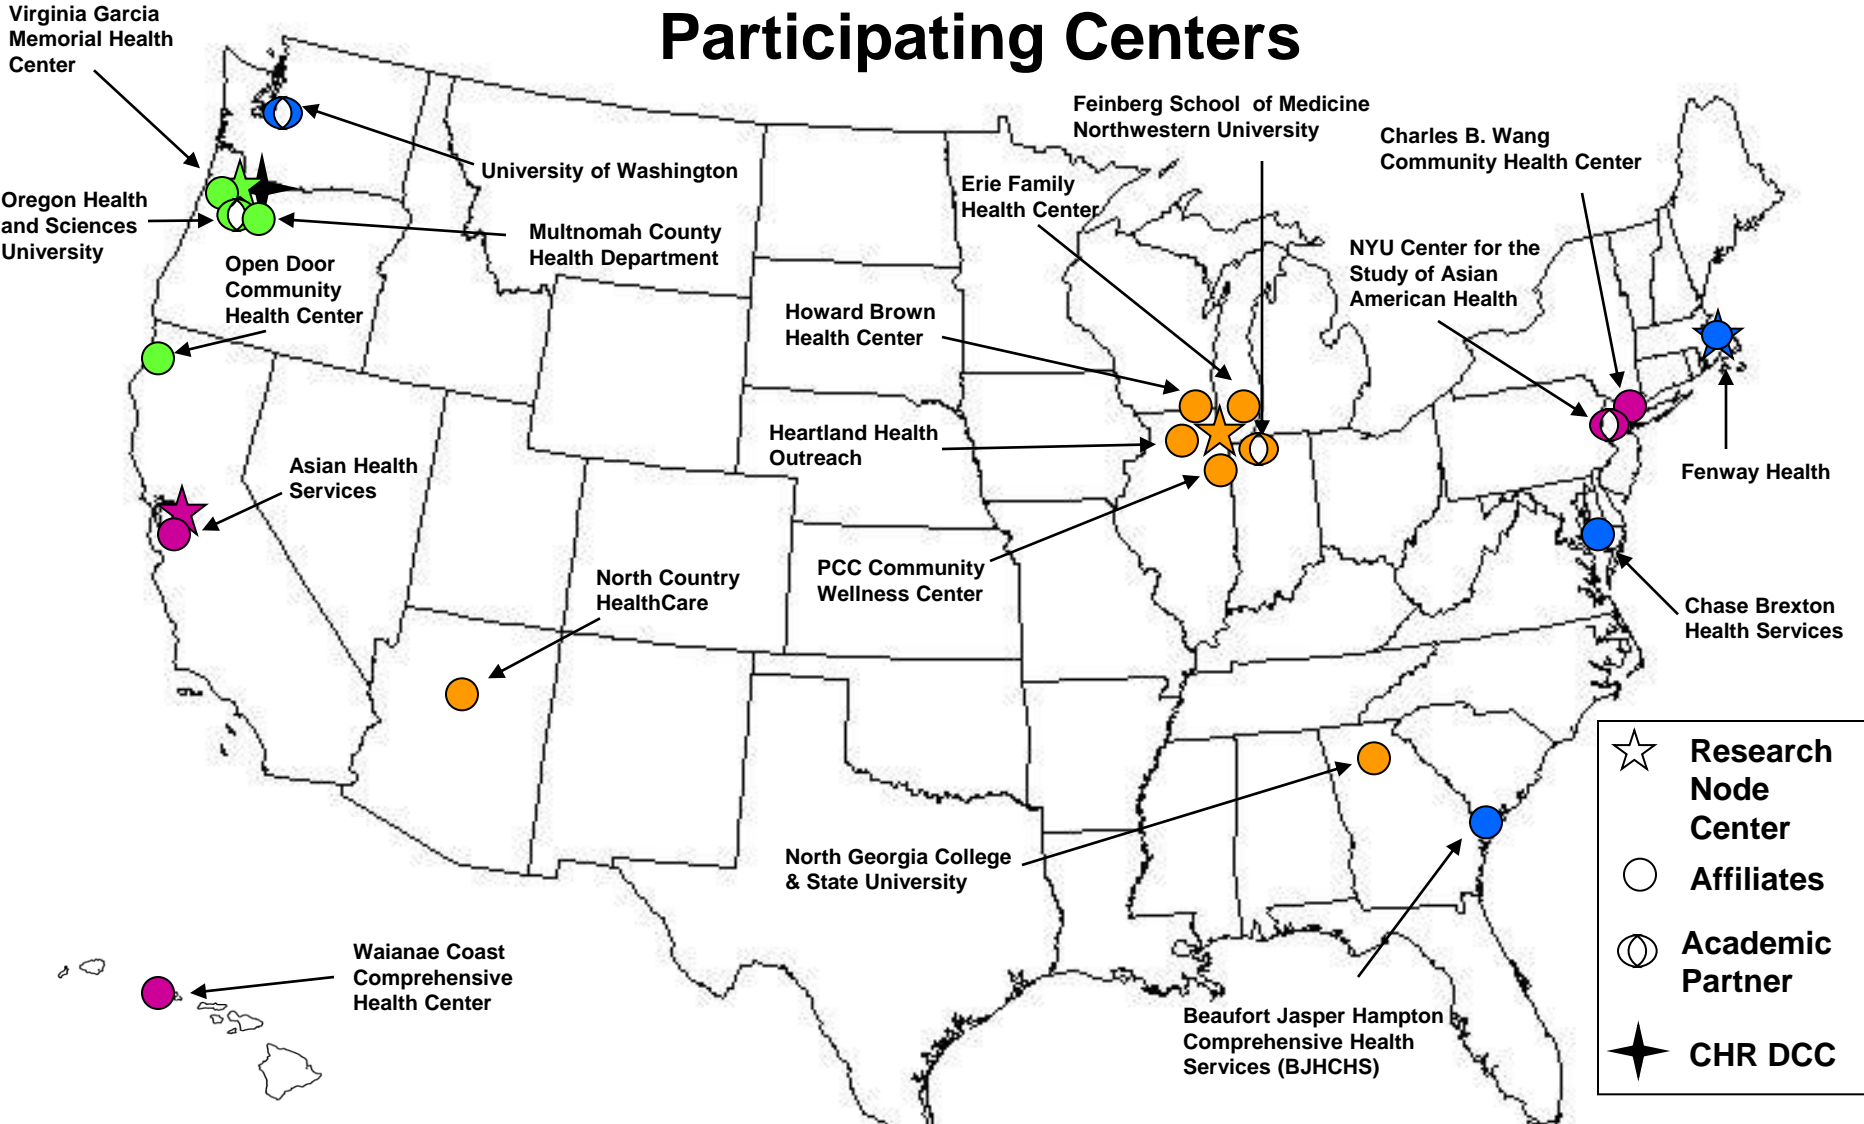 Participating Centers
Virginia Garcia
Memorial Health
Center
University of Washington
Oregon Health
and Sciences
University
Multnomah County
Health Department
Open Door
Community
Health Center
Asian Health
Services
North Country
HealthCare
Waianae Coast
Comprehensive
Health Center
Feinberg School of Medicine
Northwestern University
Erie Family
Health Center
Howard Brown
Health Center
Heartland Health
Outreach
PCC Community
Wellness Center
North Georgia College
& State University
Charles B. Wang
Community Health Center
NYU Center for the
Study of Asian
American Health
Fenway Health
Chase Brexton
Health Services
Beaufort Jasper Hampton
Comprehensive Health
Services (BJHCHS)
Research
Node
Center
Affiliates
Academic
Partner
CHR DCC